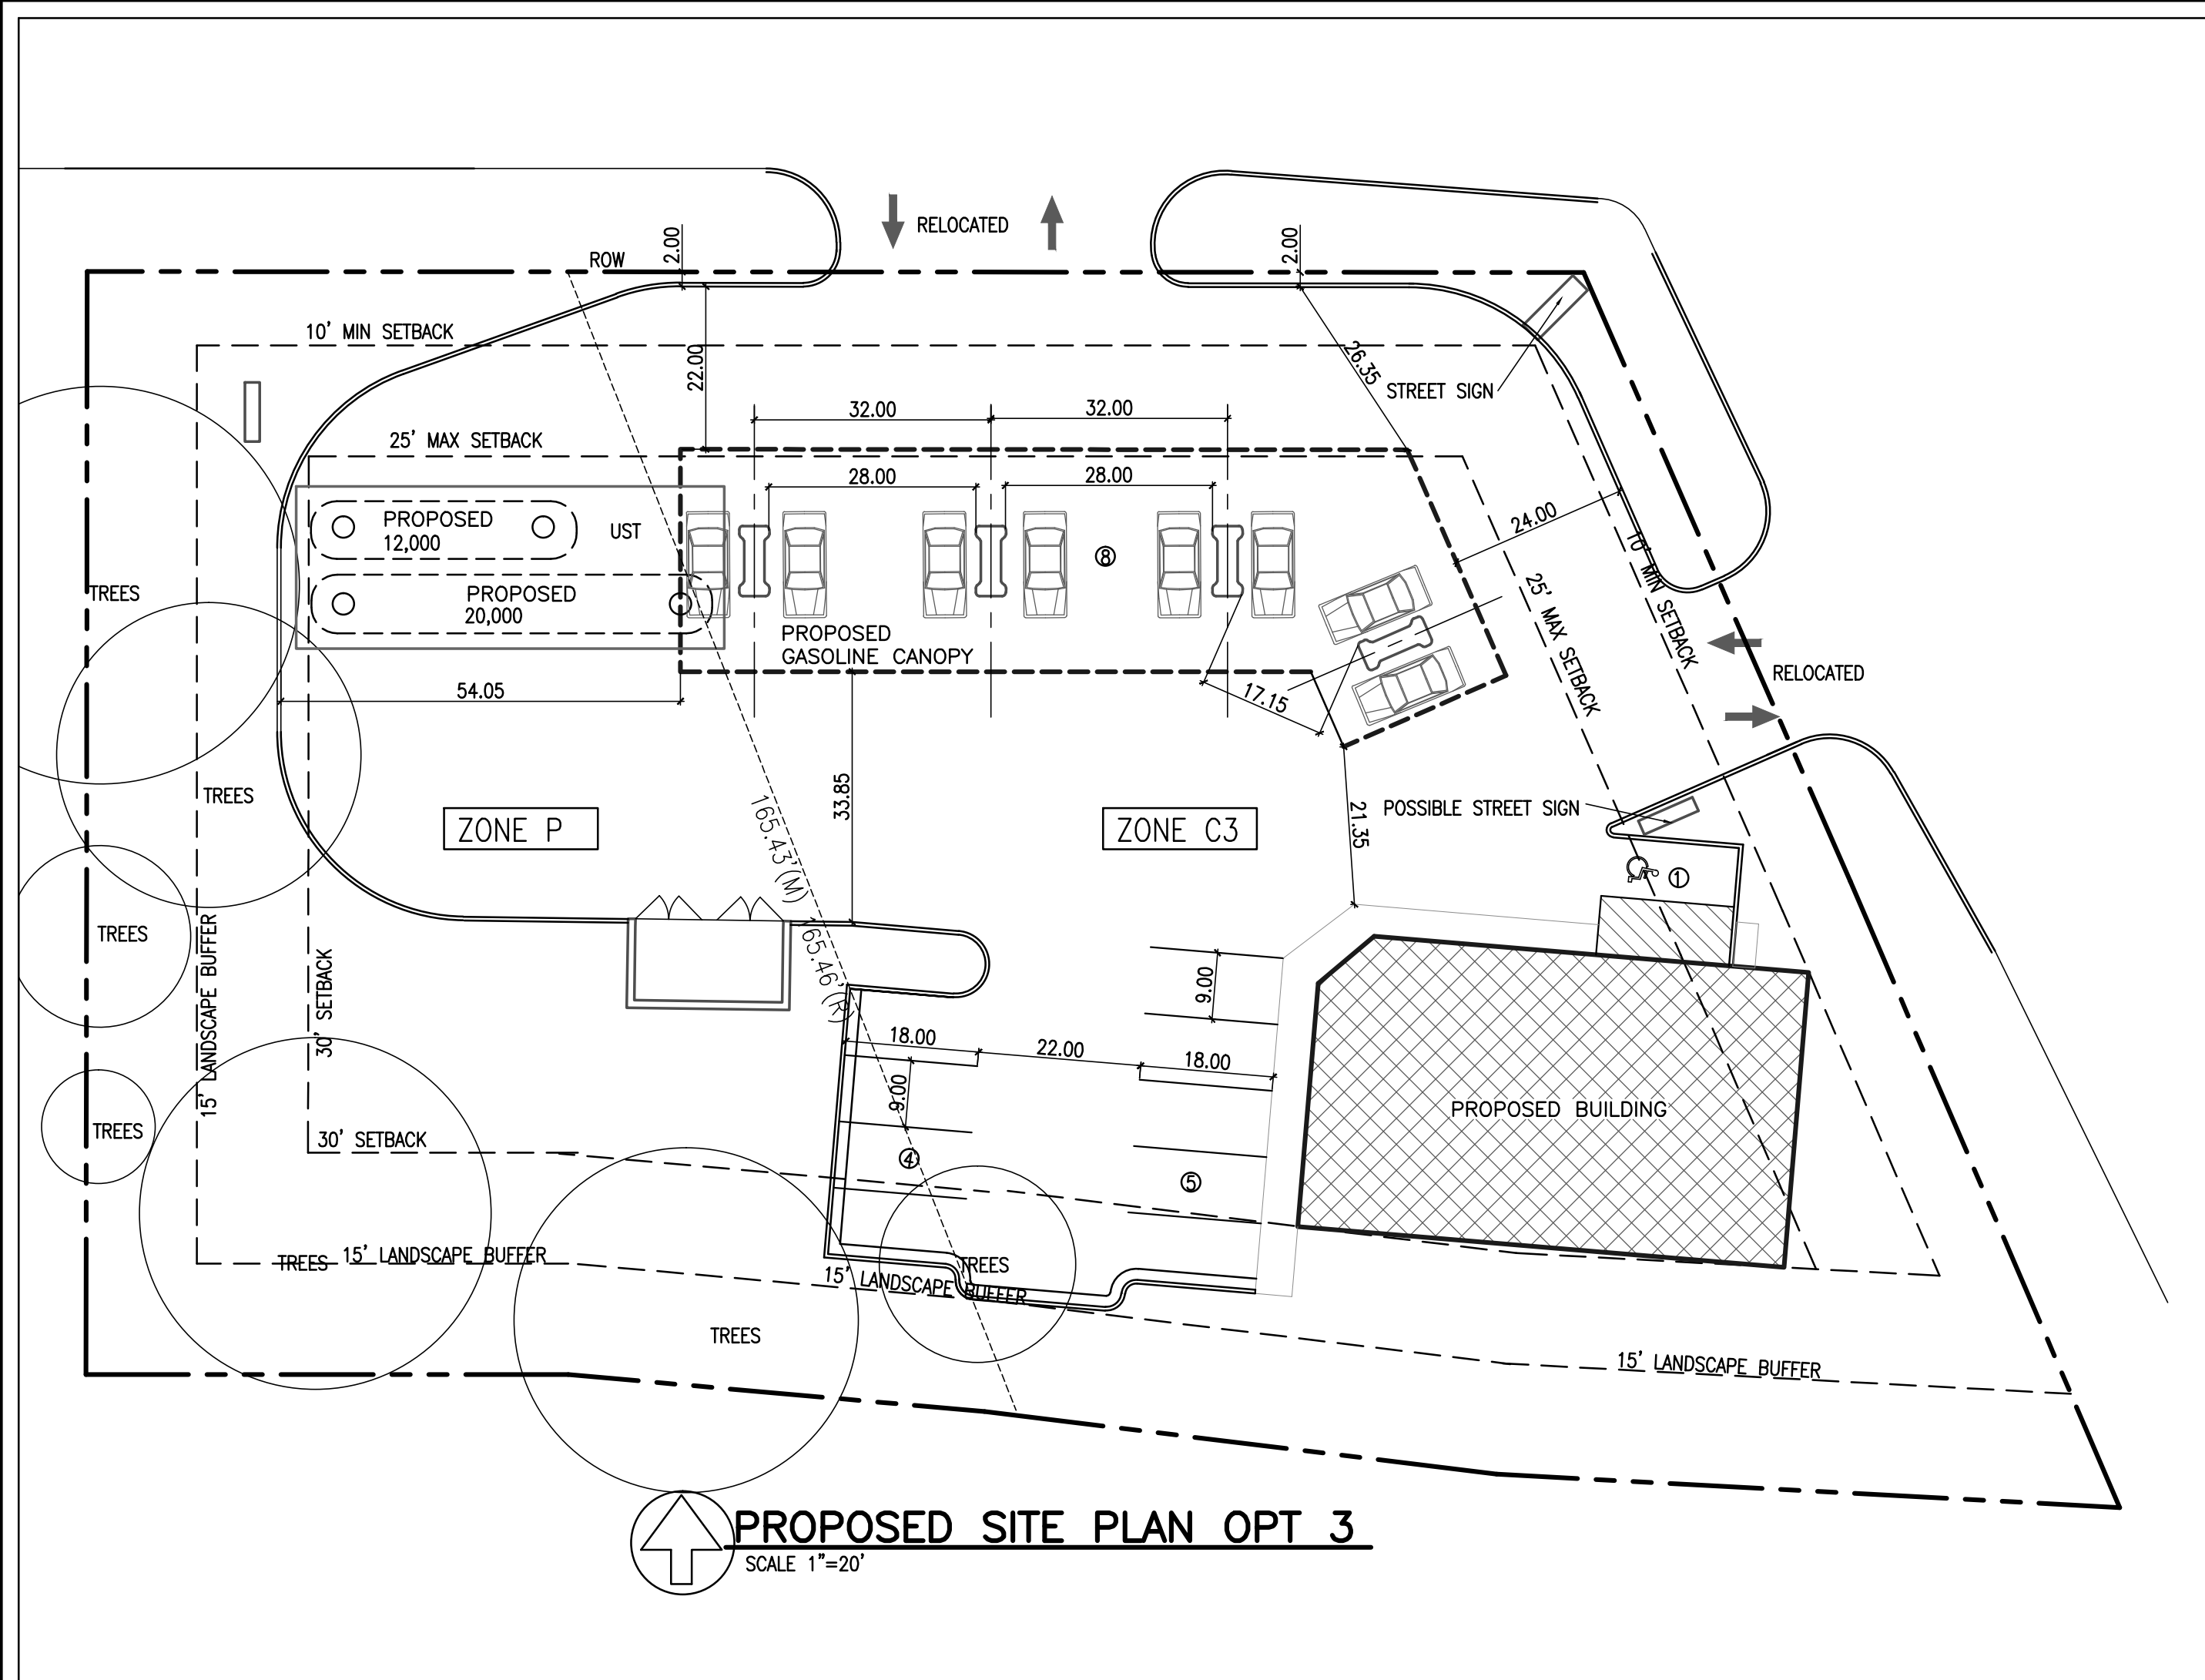 RELOCATED
ROW
2.00
2.00
10' MIN SETBACK
22.00
26.35
STREET SIGN
32.00
32.00
25' MAX SETBACK
28.00
28.00
24.00
PROPOSED
12,000
UST
8
10' MIN SETBACK
25' MAX SETBACK
TREES
PROPOSED
20,000
PROPOSED
GASOLINE CANOPY
RELOCATED
54.05
17.15
TREES
33.85
165.43'(M)
165.46'(R)
21.35
POSSIBLE STREET SIGN
ZONE P
ZONE C3
1
TREES
15' LANDSCAPE BUFFER
30' SETBACK
9.00
18.00
22.00
18.00
9.00
PROPOSED BUILDING
TREES
30' SETBACK
4
5
TREES
15' LANDSCAPE BUFFER
TREES
15' LANDSCAPE BUFFER
TREES
15' LANDSCAPE BUFFER
PROPOSED SITE PLAN OPT 3
SCALE 1"=20'